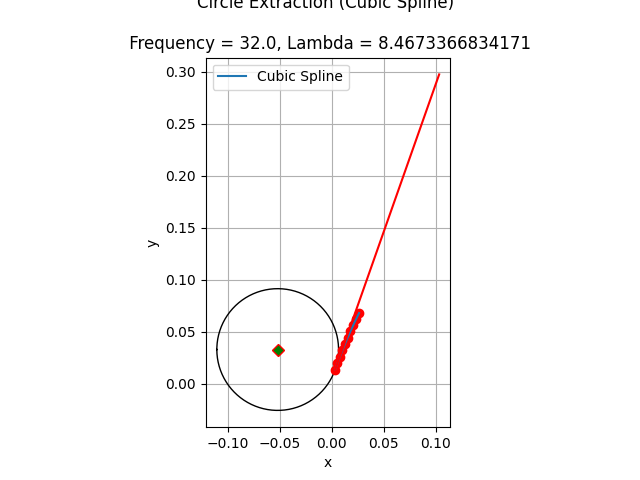 Circle Extraction (Cubic Spline)
Frequency = 32.0, Lambda = 8.4673366834171
Cubic Spline
0.30
0.25
0.20
0.15
0.10
0.05
0.00
y
−0.10 −0.05 0.00 0.05 0.10
x